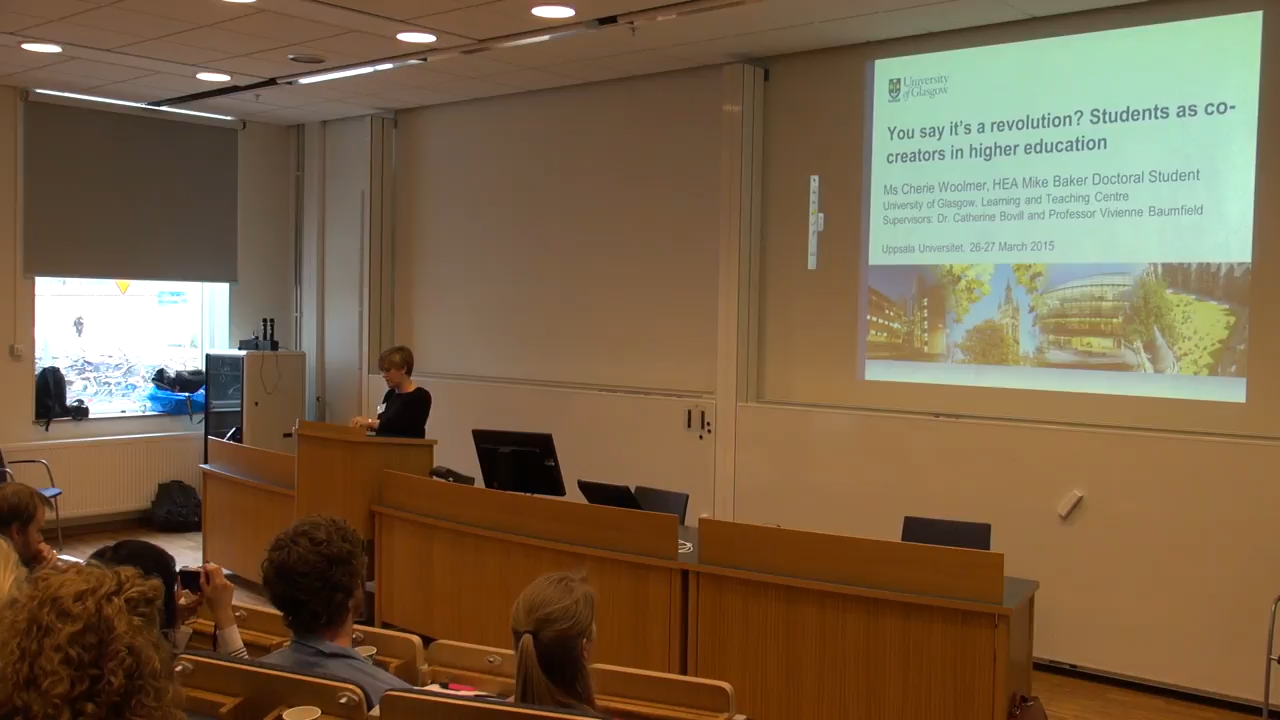 University
of Glasgow
You say it's a revolution? Students as co-
creators in higher education
Ms Cherie Woolmer, HEA Mike Baker Doctoral Student
University of Glasgow, Learning and Teaching Centre
Supervisors: Dr. Catherine Bovill and Professor Vivienne Baumfield
Uppsala Universitet, 26-27 March 2015